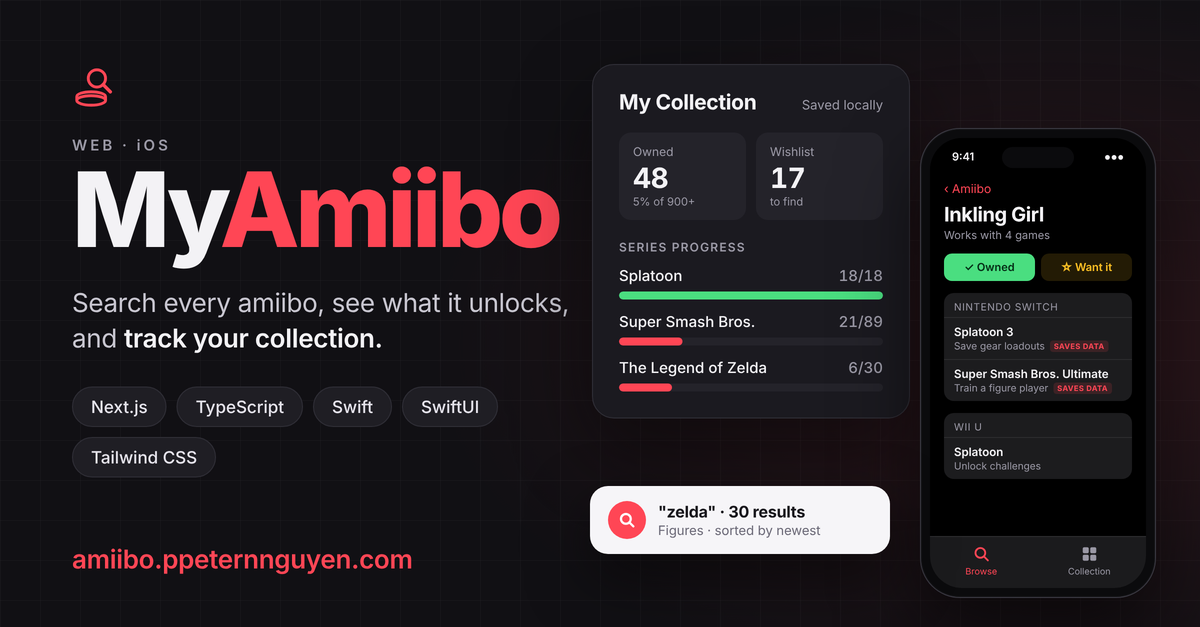 WEB · iOS
MyAmiibo
Search every amiibo, see what it unlocks,
and track your collection.
Next.js
TypeScript
Swift
SwiftUI
Tailwind CSS
amiibo.ppeternnguyen.com
My Collection
Saved locally
Owned
48
5% of 900+
Wishlist
17
to find
SERIES PROGRESS
Splatoon 18/18
Super Smash Bros. 21/89
The Legend of Zelda 6/30
"zelda" · 30 results
Figures · sorted by newest
9:41
‹ Amiibo
Inkling Girl
Works with 4 games
✓ Owned
☆ Want it
NINTENDO SWITCH
Splatoon 3
Save gear loadouts SAVES DATA
Super Smash Bros. Ultimate
Train a figure player SAVES DATA
WII U
Splatoon
Unlock challenges
Browse
Collection